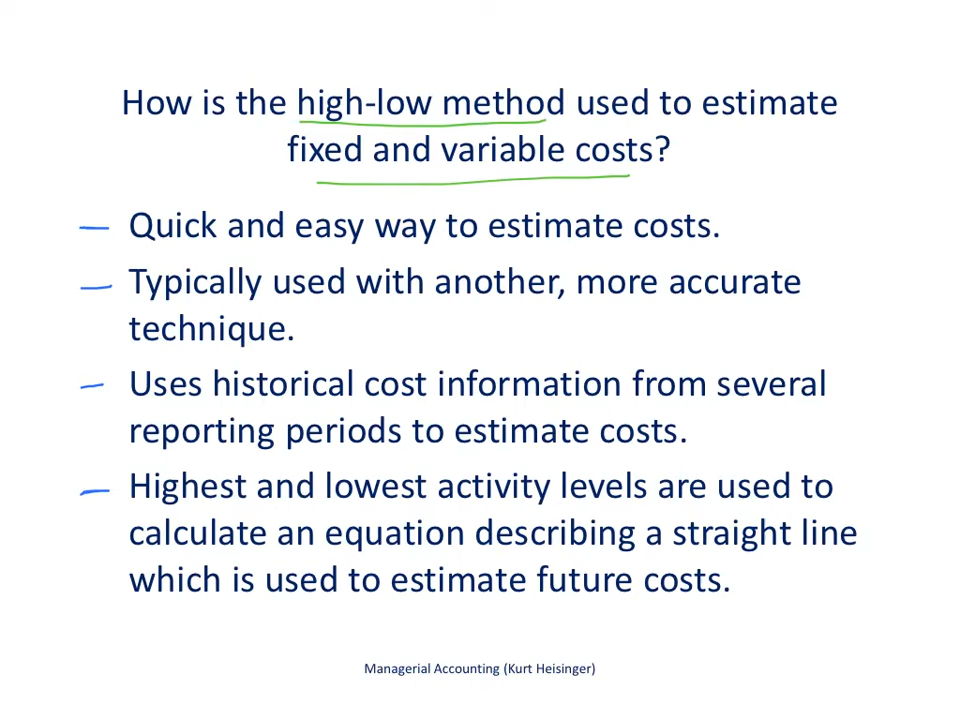 How is the high-low method used to estimate
fixed and variable costs?
Quick and easy way to estimate costs.
Typically used with another, more accurate
technique.
Uses historical cost information from several
reporting periods to estimate costs.
Highest and lowest activity levels are used to
calculate an equation describing a straight line
which is used to estimate future costs.
Managerial Accounting (Kurt Heisinger)